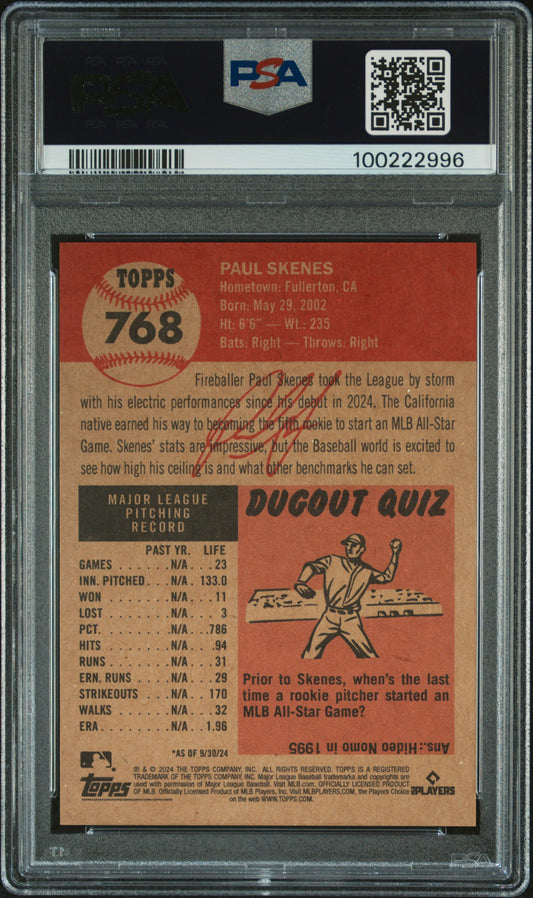 PSA
PSA
PSA PSA PSA
100222996
TOPPS
768
PAUL SKENES
Hometown: Fullerton, CA
Born: May 29, 2002
Ht: 6'6" — Wt.: 235
Bats: Right — Throws: Right
Fireballer Paul Skenes took the League by storm
with his electric performances since his debut in 2024. The California
native earned his way to becoming the fifth rookie to start an MLB All-Star
Game. Skenes' stats are impressive, but the Baseball world is excited to
see how high his ceiling is and what other benchmarks he can set.
MAJOR LEAGUE
PITCHING
RECORD
PAST YR. LIFE
GAMES . . . . . . N/A . . 23
INN. PITCHED . . . N/A . 133.0
WON . . . . . . N/A . . 11
LOST . . . . . . N/A . . . 3
PCT. . . . . . . N/A . . .786
HITS . . . . . . N/A . . .94
RUNS . . . . . . N/A . . 31
ERN. RUNS . . . . N/A . . 29
STRIKEOUTS . . . . N/A . . 170
WALKS . . . . . . N/A . . 32
ERA . . . . . . N/A . . 1.96
*AS OF 9/30/24
DUGOUT QUIZ
Prior to Skenes, when's the last
time a rookie pitcher started an
MLB All-Star Game?
Ans.: Hideo Nomo in 1995
topps
® & © 2024 THE TOPPS COMPANY, INC. ALL RIGHTS RESERVED. TOPPS IS A REGISTERED
TRADEMARK OF THE TOPPS COMPANY, INC. Major League Baseball trademarks and copyrights are
used with permission of Major League Baseball. Visit MLB.com. OFFICIALLY LICENSED PRODUCT
OF MLB. Officially Licensed Product of MLB Players, Inc. Visit MLBPLAYERS.COM, the Players Choice
on the web WWW.TOPPS.COM.
PLAYERS
PSA